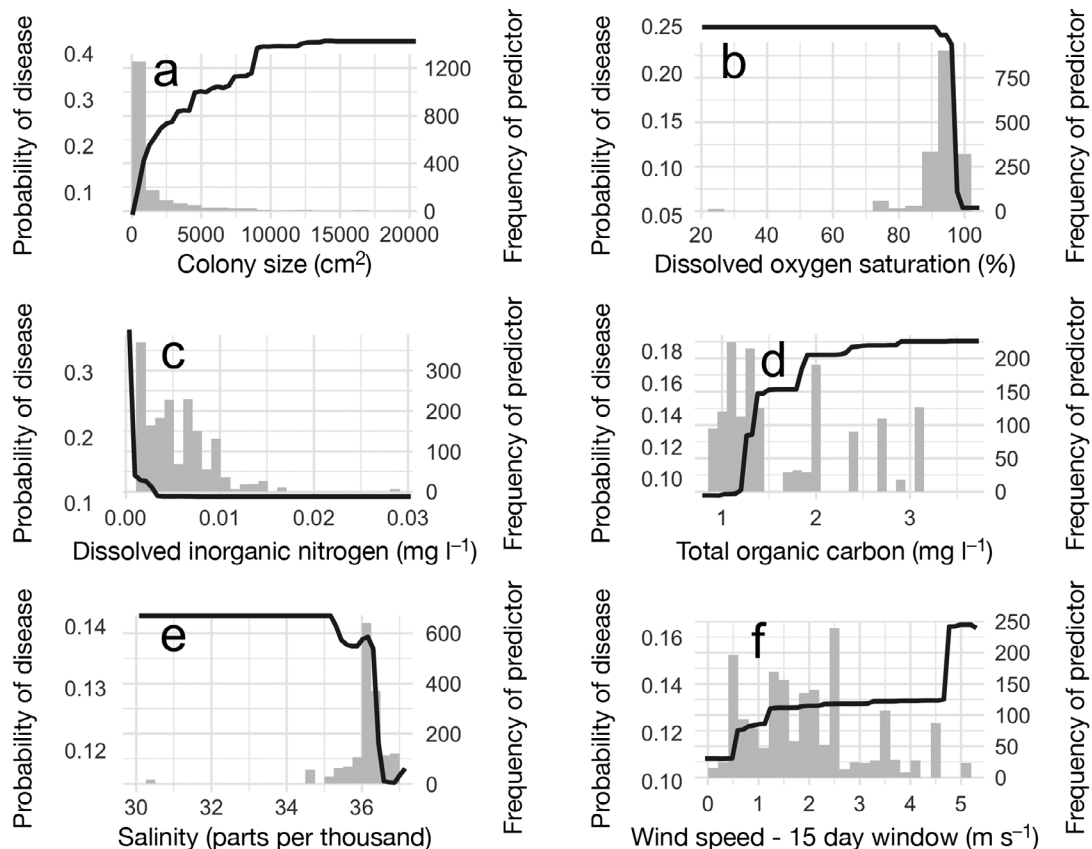 Probability of disease
0.4
0.3
0.2
0.1
a
1200
800
400
0
Frequency of predictor
0 5000 10000 15000 20000
Colony size (cm²)
Probability of disease
0.25
0.20
0.15
0.10
0.05
b
750
500
250
0
Frequency of predictor
20 40 60 80 100
Dissolved oxygen saturation (%)
Probability of disease
0.3
0.2
0.1
c
300
200
100
0
Frequency of predictor
0.00 0.01 0.02 0.03
Dissolved inorganic nitrogen (mg l⁻¹)
Probability of disease
0.18
0.16
0.14
0.12
0.10
d
200
150
100
50
0
Frequency of predictor
1 2 3
Total organic carbon (mg l⁻¹)
Probability of disease
0.14
0.13
0.12
e
600
400
200
0
Frequency of predictor
30 32 34 36
Salinity (parts per thousand)
Probability of disease
0.16
0.14
0.12
0.10
f
250
200
150
100
50
0
Frequency of predictor
0 1 2 3 4 5
Wind speed - 15 day window (m s⁻¹)